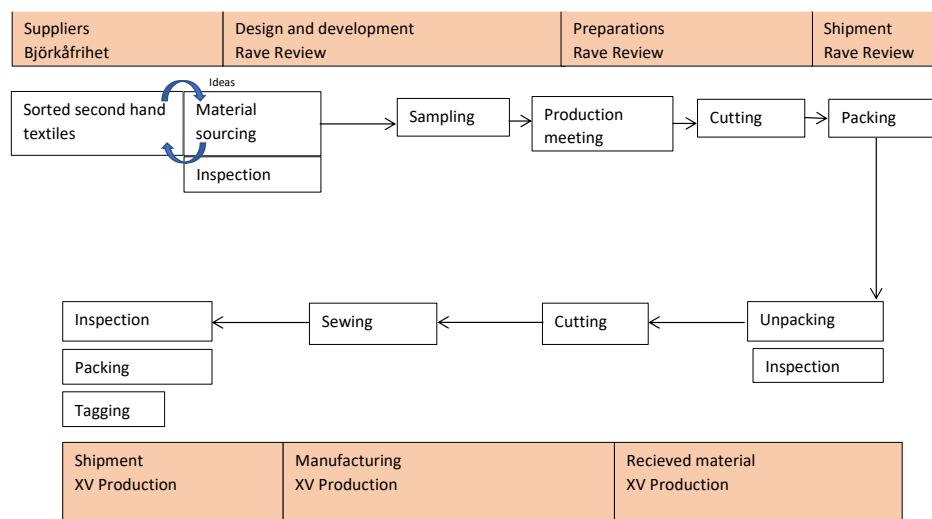 Suppliers
Björkåfrihet
Design and development
Rave Review
Preparations
Rave Review
Shipment
Rave Review
Ideas
Sorted second hand
textiles
Material
sourcing
Inspection
Sampling
Production
meeting
Cutting
Packing
Inspection
Packing
Tagging
Sewing
Cutting
Unpacking
Inspection
Shipment
XV Production
Manufacturing
XV Production
Recieved material
XV Production